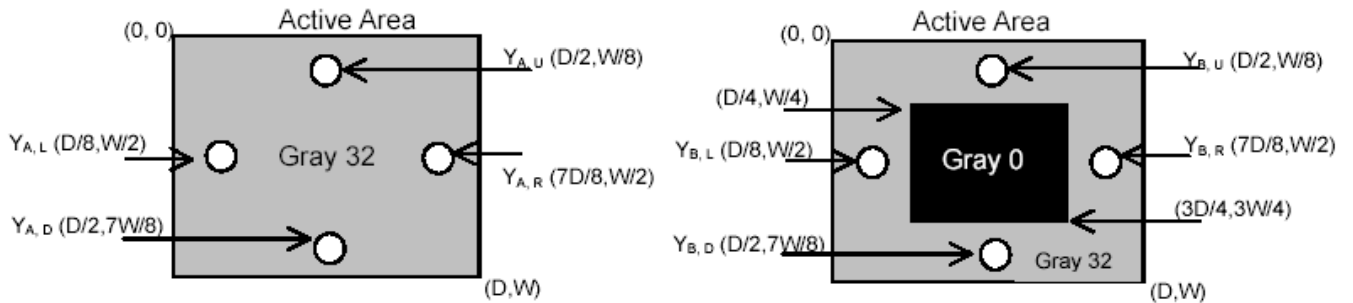 Active Area
(0, 0)
Y_A, U (D/2,W/8)
Y_A, L (D/8,W/2)
Gray 32
Y_A, R (7D/8,W/2)
Y_A, D (D/2,7W/8)
(D,W)
Active Area
(0, 0)
Y_B, U (D/2,W/8)
(D/4,W/4)
Y_B, L (D/8,W/2)
Gray 0
Y_B, R (7D/8,W/2)
(3D/4,3W/4)
Y_B, D (D/2,7W/8)
Gray 32
(D,W)